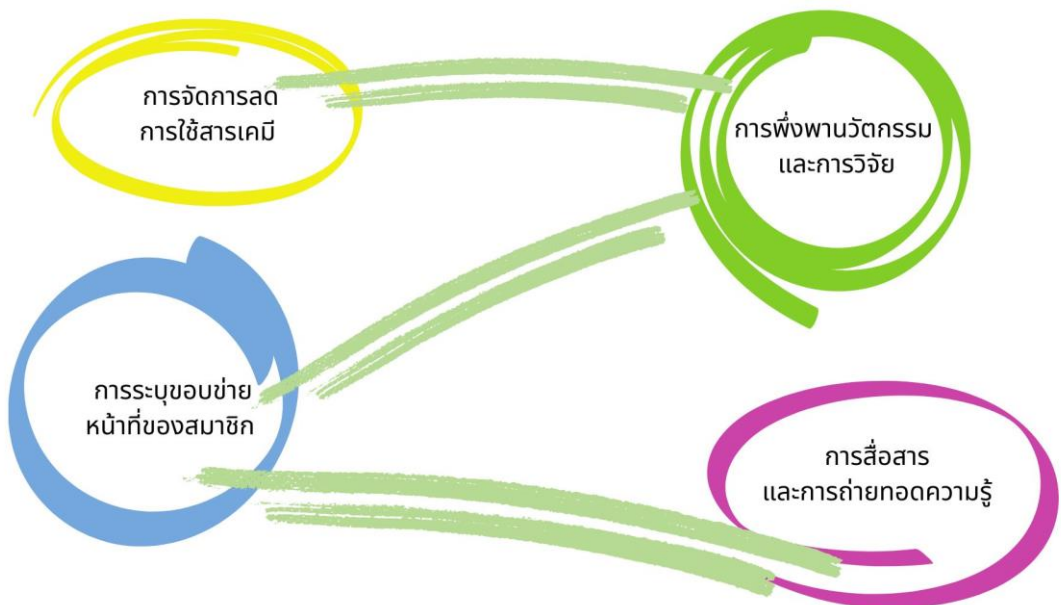 การจัดการลด
การใช้สารเคมี
การพึ่งพานวัตกรรม
และการวิจัย
การระบุขอบข่าย
หน้าที่ของสมาชิก
การสื่อสาร
และการถ่ายทอดความรู้